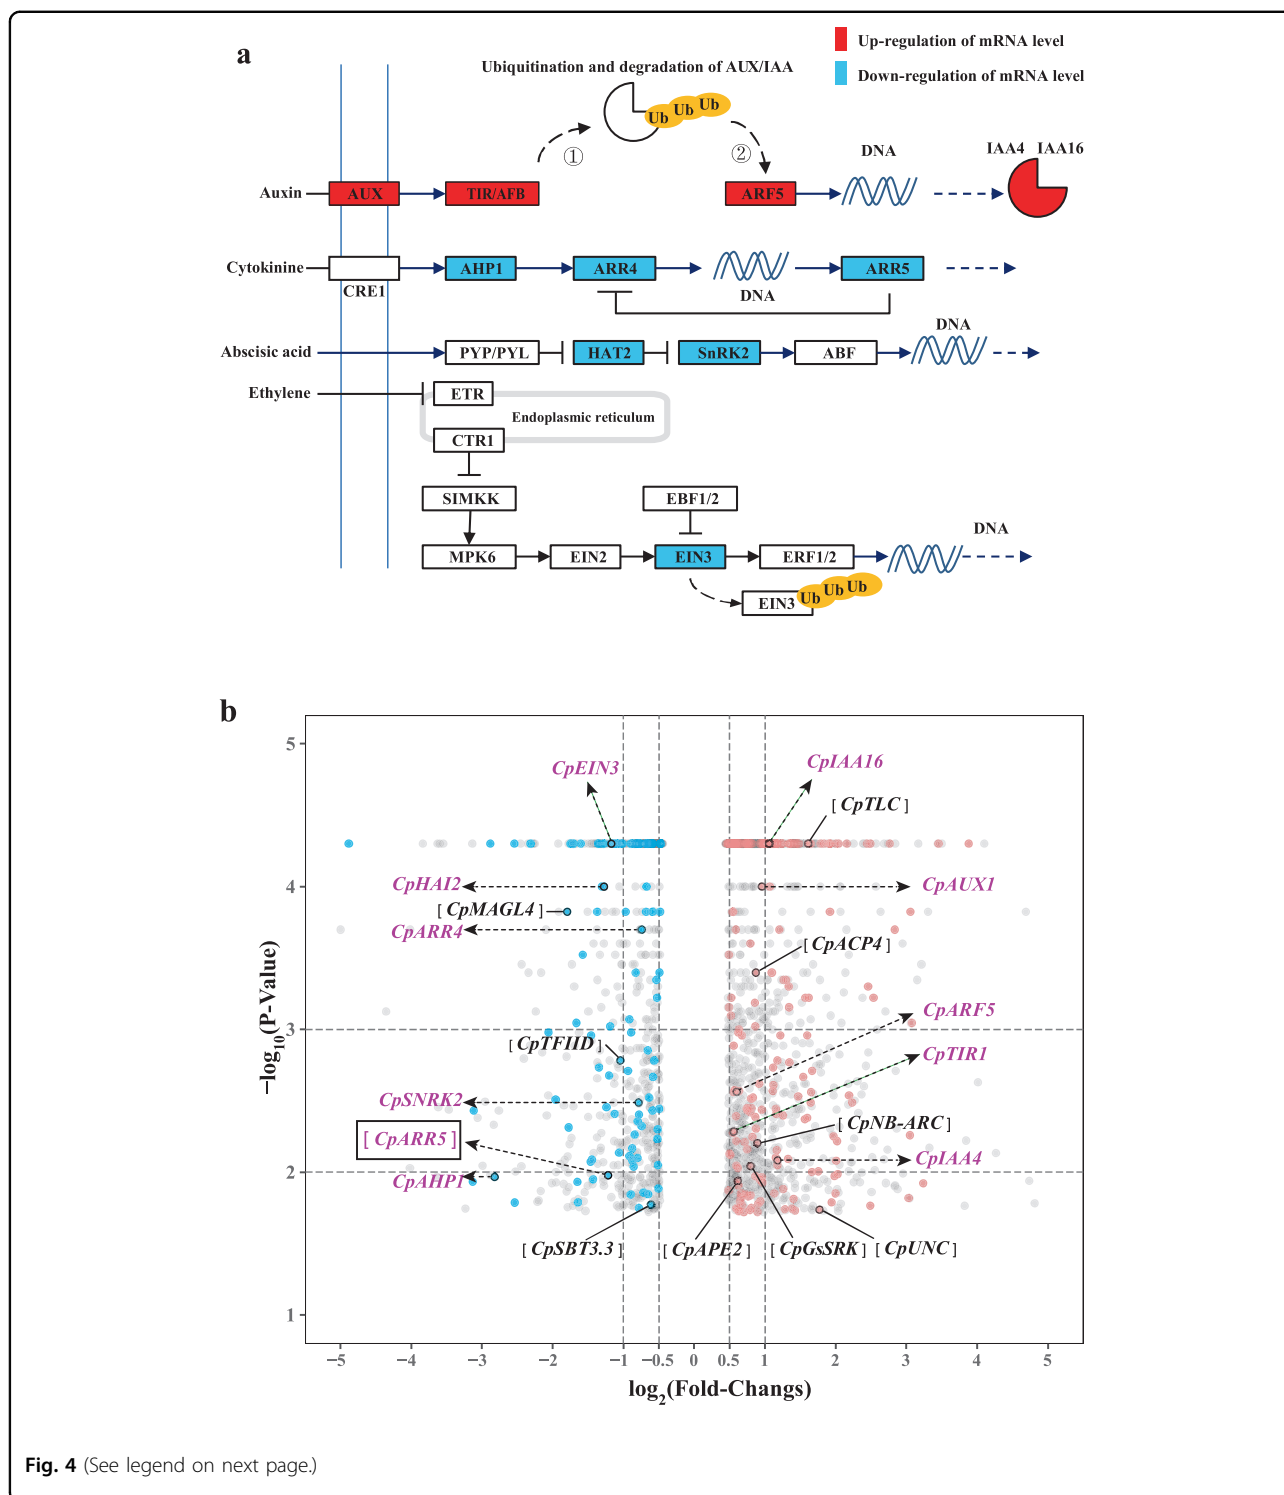 a
Up-regulation of mRNA level
Down-regulation of mRNA level
Ubiquitination and degradation of AUX/IAA
Ub Ub Ub
① ②
DNA
IAA4 IAA16
Auxin AUX TIR/AFB ARF5
Cytokinine AHP1 ARR4 ARR5
CRE1 DNA
DNA
Abscisic acid PYP/PYL HAT2 SnRK2 ABF
Ethylene ETR
Endoplasmic reticulum
CTR1
SIMKK EBF1/2
DNA
MPK6 EIN2 EIN3 ERF1/2
EIN3 Ub Ub Ub
b
CpEIN3 CpIAA16
[ CpTLC ]
CpHAI2 CpAUX1
[ CpMAGL4 ]
CpARR4
[ CpACP4 ]
CpARF5
[ CpTFIID ]
CpTIR1
CpSNRK2
[ CpNB-ARC ]
[ CpARR5 ]
CpIAA4
CpAHP1
[ CpSBT3.3 ] [ CpAPE2 ] [ CpGsSRK ] [ CpUNC ]
5
4
3
2
1
−log10(P-Value)
−5 −4 −3 −2 −1 −0.5 0 0.5 1 2 3 4 5
log2(Fold-Changs)
Fig. 4 (See legend on next page.)